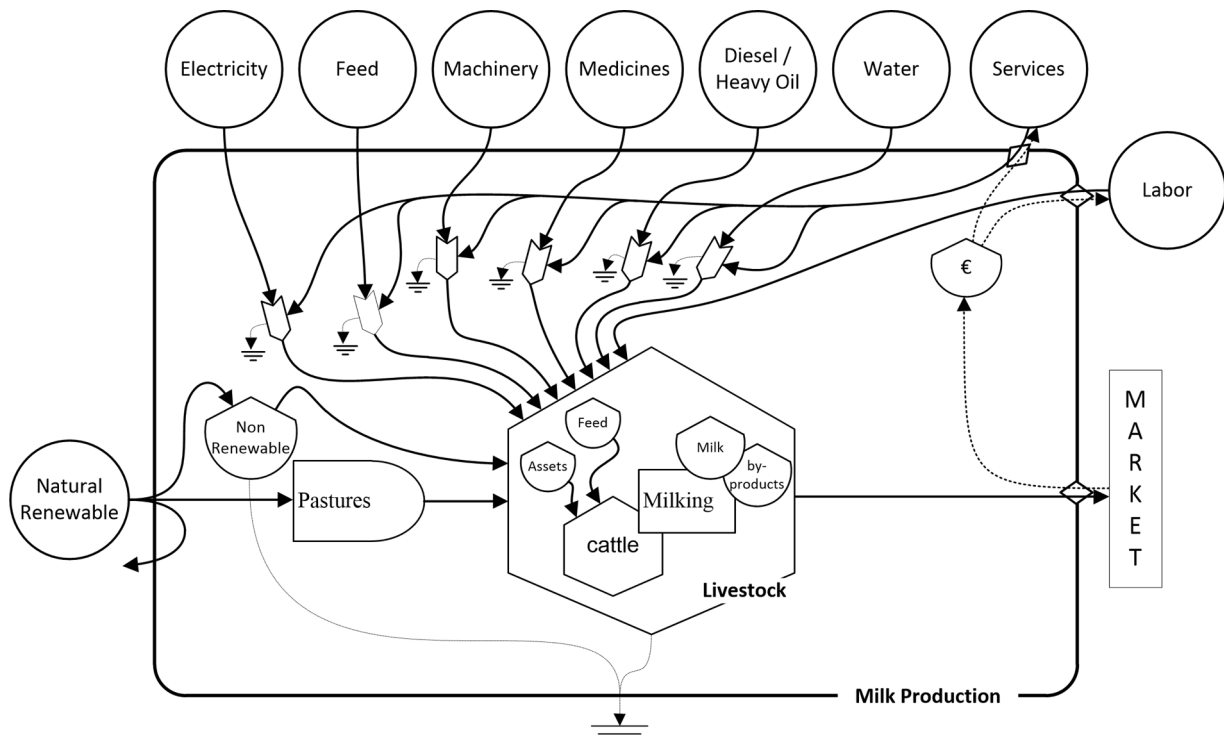 Electricity
Feed
Machinery
Medicines
Diesel /
Heavy Oil
Water
Services
Labor
€
Non
Renewable
Natural
Renewable
Pastures
Feed
Assets
Milk
by-
products
Milking
cattle
Livestock
M
A
R
K
E
T
Milk Production